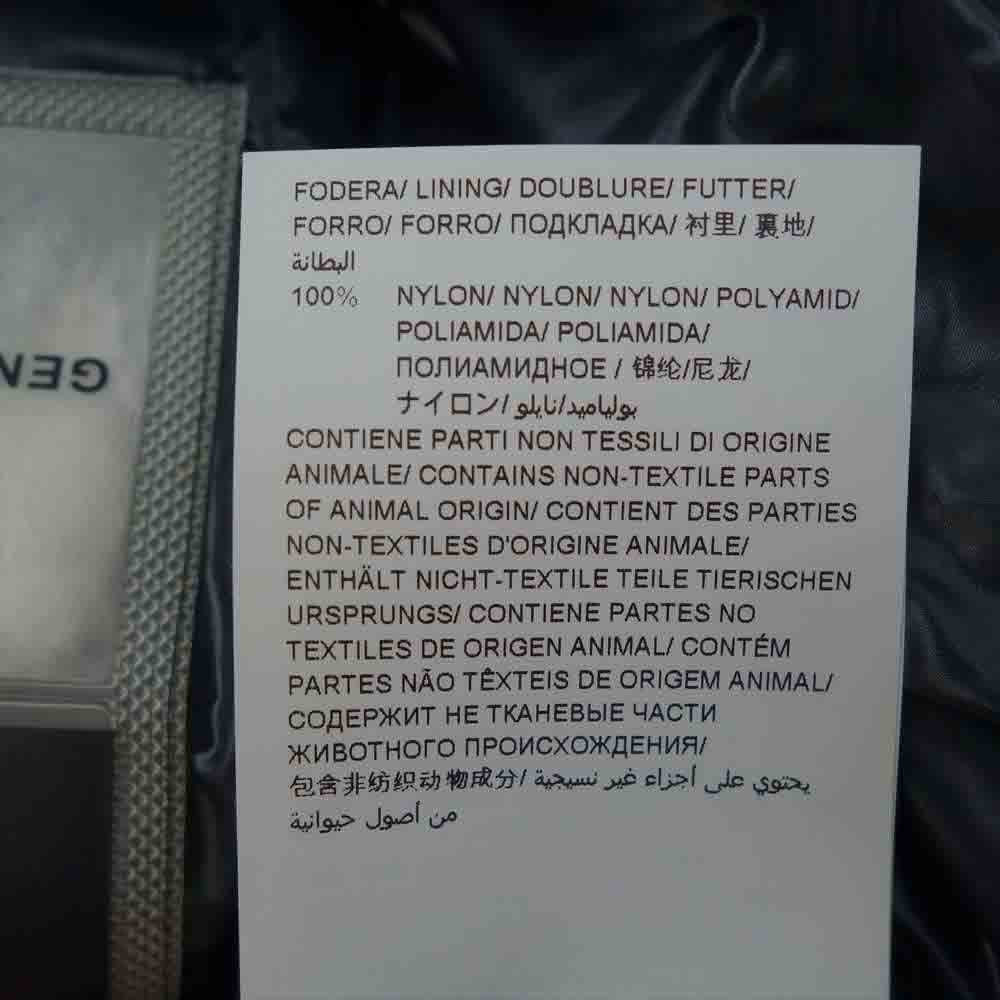 FODERA/ LINING/ DOUBLURE/ FUTTER/
FORRO/ FORRO/ ПОДКЛАДКА/ 衬里/ 裏地/
البطانة
100% NYLON/ NYLON/ NYLON/ POLYAMID/
POLIAMIDA/ POLIAMIDA/
ПОЛИАМИДНОЕ / 锦纶/尼龙/
ナイロン/ بولياميد/نايلو
CONTIENE PARTI NON TESSILI DI ORIGINE
ANIMALE/ CONTAINS NON-TEXTILE PARTS
OF ANIMAL ORIGIN/ CONTIENT DES PARTIES
NON-TEXTILES D'ORIGINE ANIMALE/
ENTHÄLT NICHT-TEXTILE TEILE TIERISCHEN
URSPRUNGS/ CONTIENE PARTES NO
TEXTILES DE ORIGEN ANIMAL/ CONTÉM
PARTES NÃO TÊXTEIS DE ORIGEM ANIMAL/
СОДЕРЖИТ НЕ ТКАНЕВЫЕ ЧАСТИ
ЖИВОТНОГО ПРОИСХОЖДЕНИЯ/
包含非纺织动物成分/ يحتوي على أجزاء غير نسيجية
من أصول حيوانية
GEN